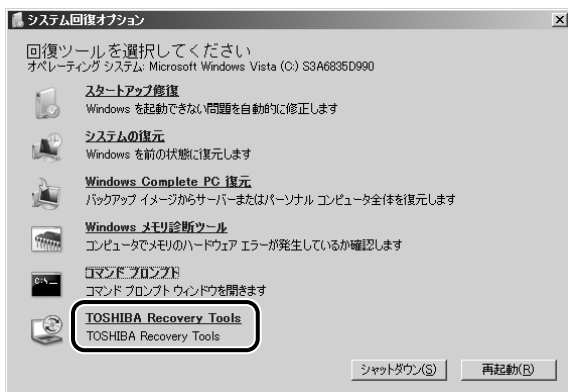 システム回復オプション
回復ツールを選択してください
オペレーティング システム: Microsoft Windows Vista (C:) S3A6835D990
スタートアップ修復
Windows を起動できない問題を自動的に修正します
システムの復元
Windows を前の状態に復元します
Windows Complete PC 復元
バックアップ イメージからサーバーまたはパーソナル コンピュータ全体を復元します
Windows メモリ診断ツール
コンピュータでメモリのハードウェア エラーが発生しているか確認します
コマンド プロンプト
コマンド プロンプト ウィンドウを開きます
TOSHIBA Recovery Tools
TOSHIBA Recovery Tools
シャットダウン(S) 再起動(R)